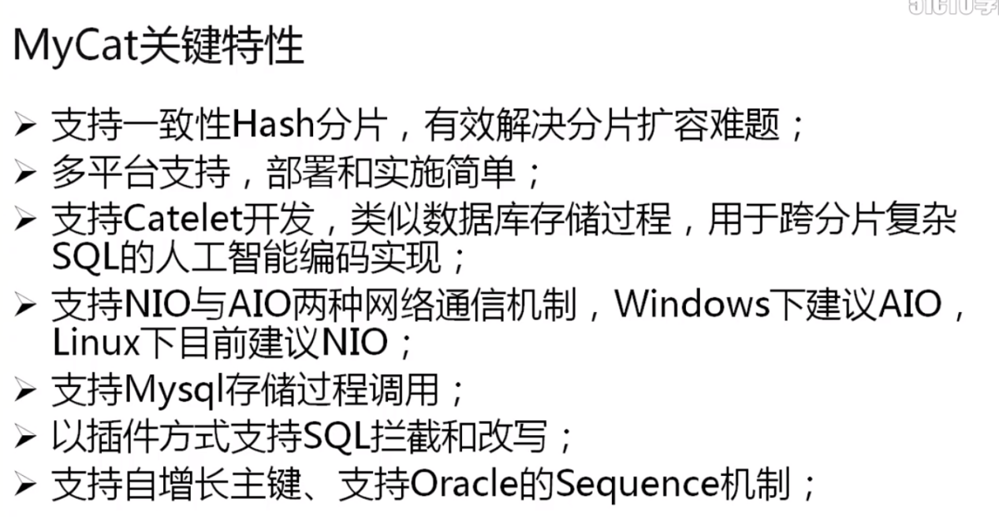 MyCat关键特性
➢ 支持一致性Hash分片，有效解决分片扩容难题；
➢ 多平台支持，部署和实施简单；
➢ 支持Catelet开发，类似数据库存储过程，用于跨分片复杂
SQL的人工智能编码实现；
➢ 支持NIO与AIO两种网络通信机制，Windows下建议AIO，
Linux下目前建议NIO；
➢ 支持Mysql存储过程调用；
➢ 以插件方式支持SQL拦截和改写；
➢ 支持自增长主键、支持Oracle的Sequence机制；